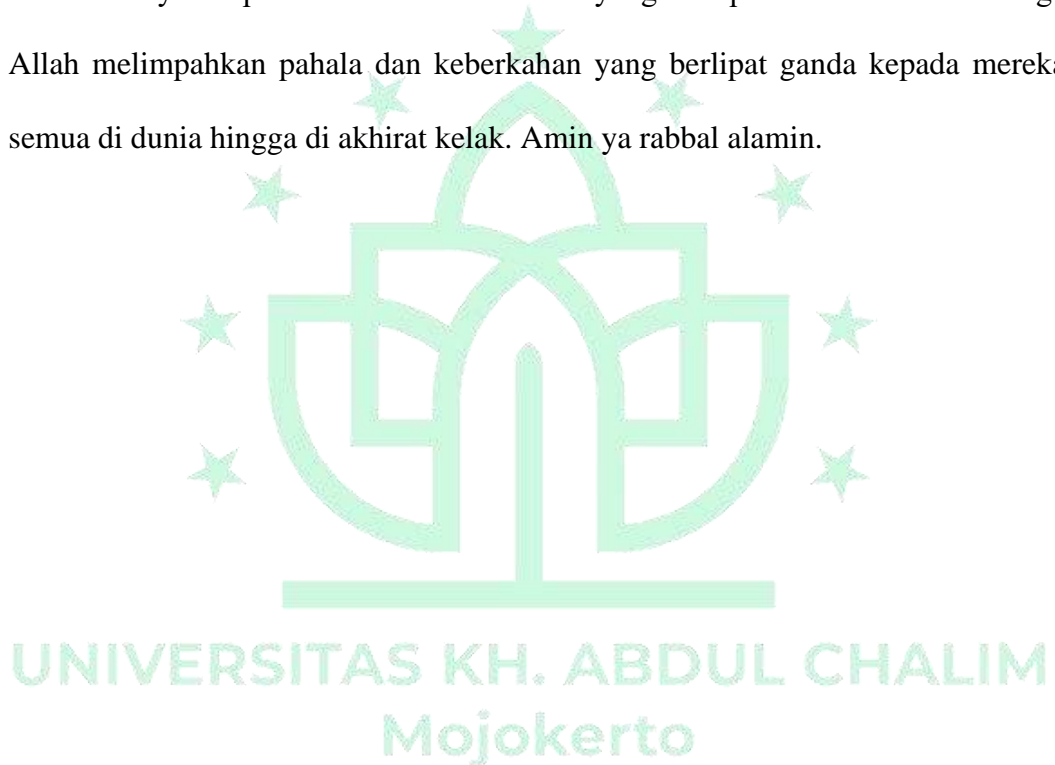 Allah melimpahkan pahala dan keberkahan yang berlipat ganda kepada mereka
semua di dunia hingga di akhirat kelak. Amin ya rabbal alamin.
UNIVERSITAS KH. ABDUL CHALIM
Mojokerto